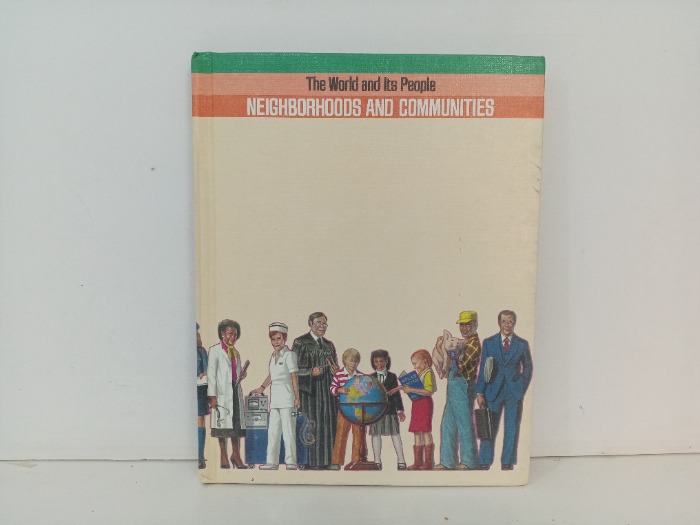 The World and Its People
NEIGHBORHOODS AND COMMUNITIES